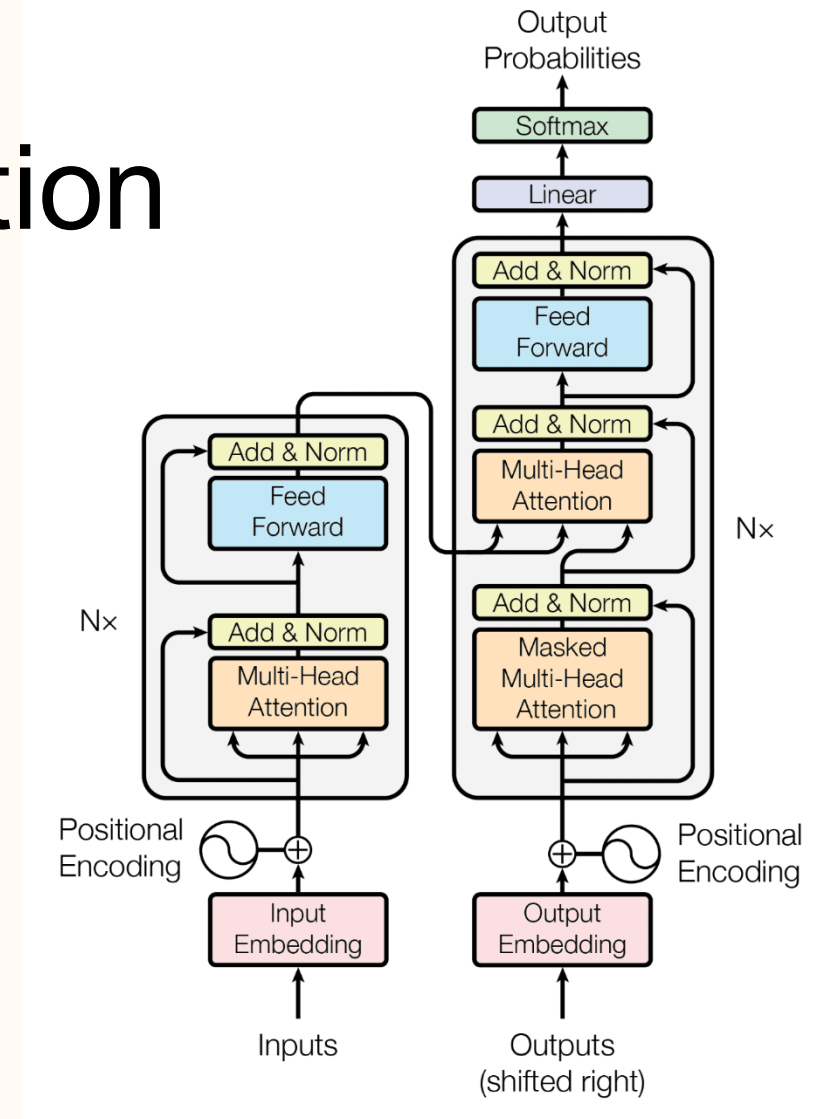 Output
Probabilities
Softmax
tion
Linear
Add & Norm
Feed
Forward
Add & Norm
Multi-Head
Attention
Add & Norm
Masked
Multi-Head
Attention
Nx
Add & Norm
Feed
Forward
Add & Norm
Multi-Head
Attention
Nx
Positional
Encoding
Positional
Encoding
Input
Embedding
Output
Embedding
Inputs
Outputs
(shifted right)